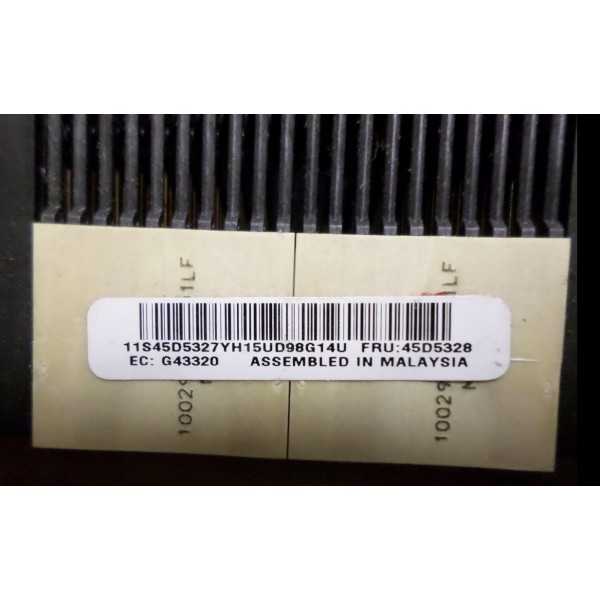 11S45D5327YH15UD98G14U FRU:45D5328
EC: G43320 ASSEMBLED IN MALAYSIA